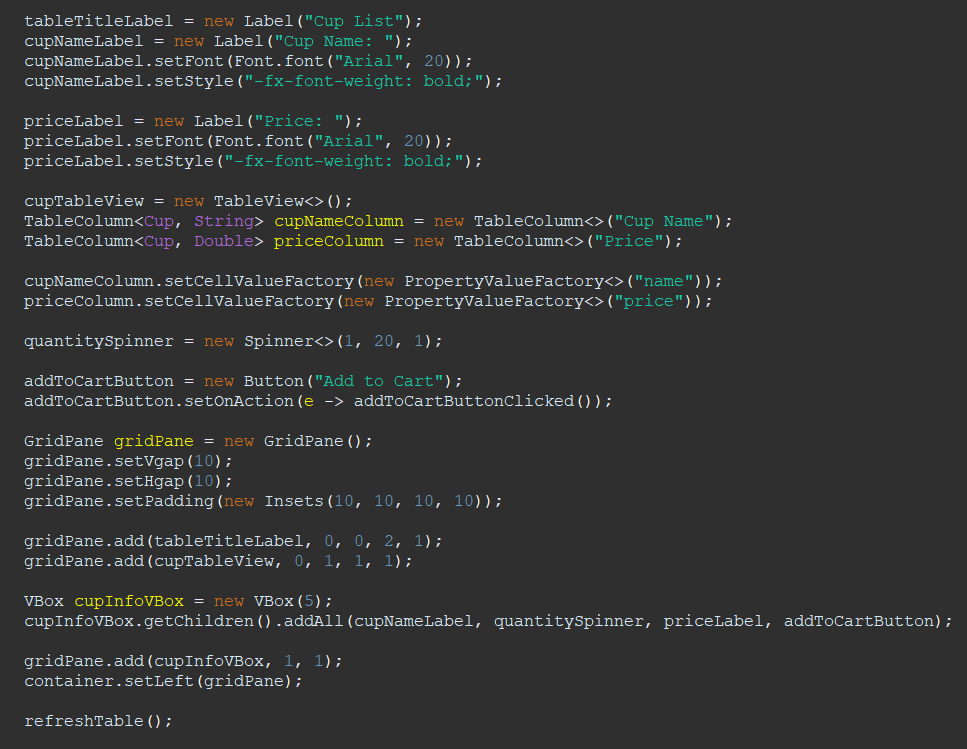 tableTitleLabel = new Label("Cup List");
cupNameLabel = new Label("Cup Name: ");
cupNameLabel.setFont(Font.font("Arial", 20));
cupNameLabel.setStyle("-fx-font-weight: bold;");

priceLabel = new Label("Price: ");
priceLabel.setFont(Font.font("Arial", 20));
priceLabel.setStyle("-fx-font-weight: bold;");

cupTableView = new TableView<>();
TableColumn<Cup, String> cupNameColumn = new TableColumn<>("Cup Name");
TableColumn<Cup, Double> priceColumn = new TableColumn<>("Price");

cupNameColumn.setCellValueFactory(new PropertyValueFactory<>("name"));
priceColumn.setCellValueFactory(new PropertyValueFactory<>("price"));

quantitySpinner = new Spinner<>(1, 20, 1);

addToCartButton = new Button("Add to Cart");
addToCartButton.setOnAction(e -> addToCartButtonClicked());

GridPane gridPane = new GridPane();
gridPane.setVgap(10);
gridPane.setHgap(10);
gridPane.setPadding(new Insets(10, 10, 10, 10));

gridPane.add(tableTitleLabel, 0, 0, 2, 1);
gridPane.add(cupTableView, 0, 1, 1, 1);

VBox cupInfoVBox = new VBox(5);
cupInfoVBox.getChildren().addAll(cupNameLabel, quantitySpinner, priceLabel, addToCartButton);

gridPane.add(cupInfoVBox, 1, 1);
container.setLeft(gridPane);

refreshTable();